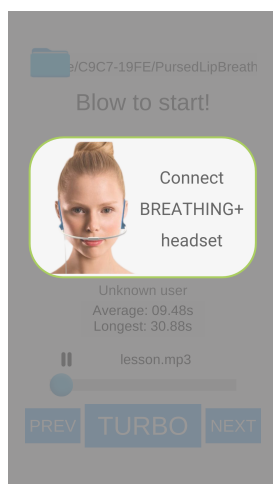 e/C9C7-19FE/PursedLipBreath
Blow to start!
Connect
BREATHING+
headset
Unknown user
Average: 09.48s
Longest: 30.88s
lesson.mp3
PREV TURBO NEXT